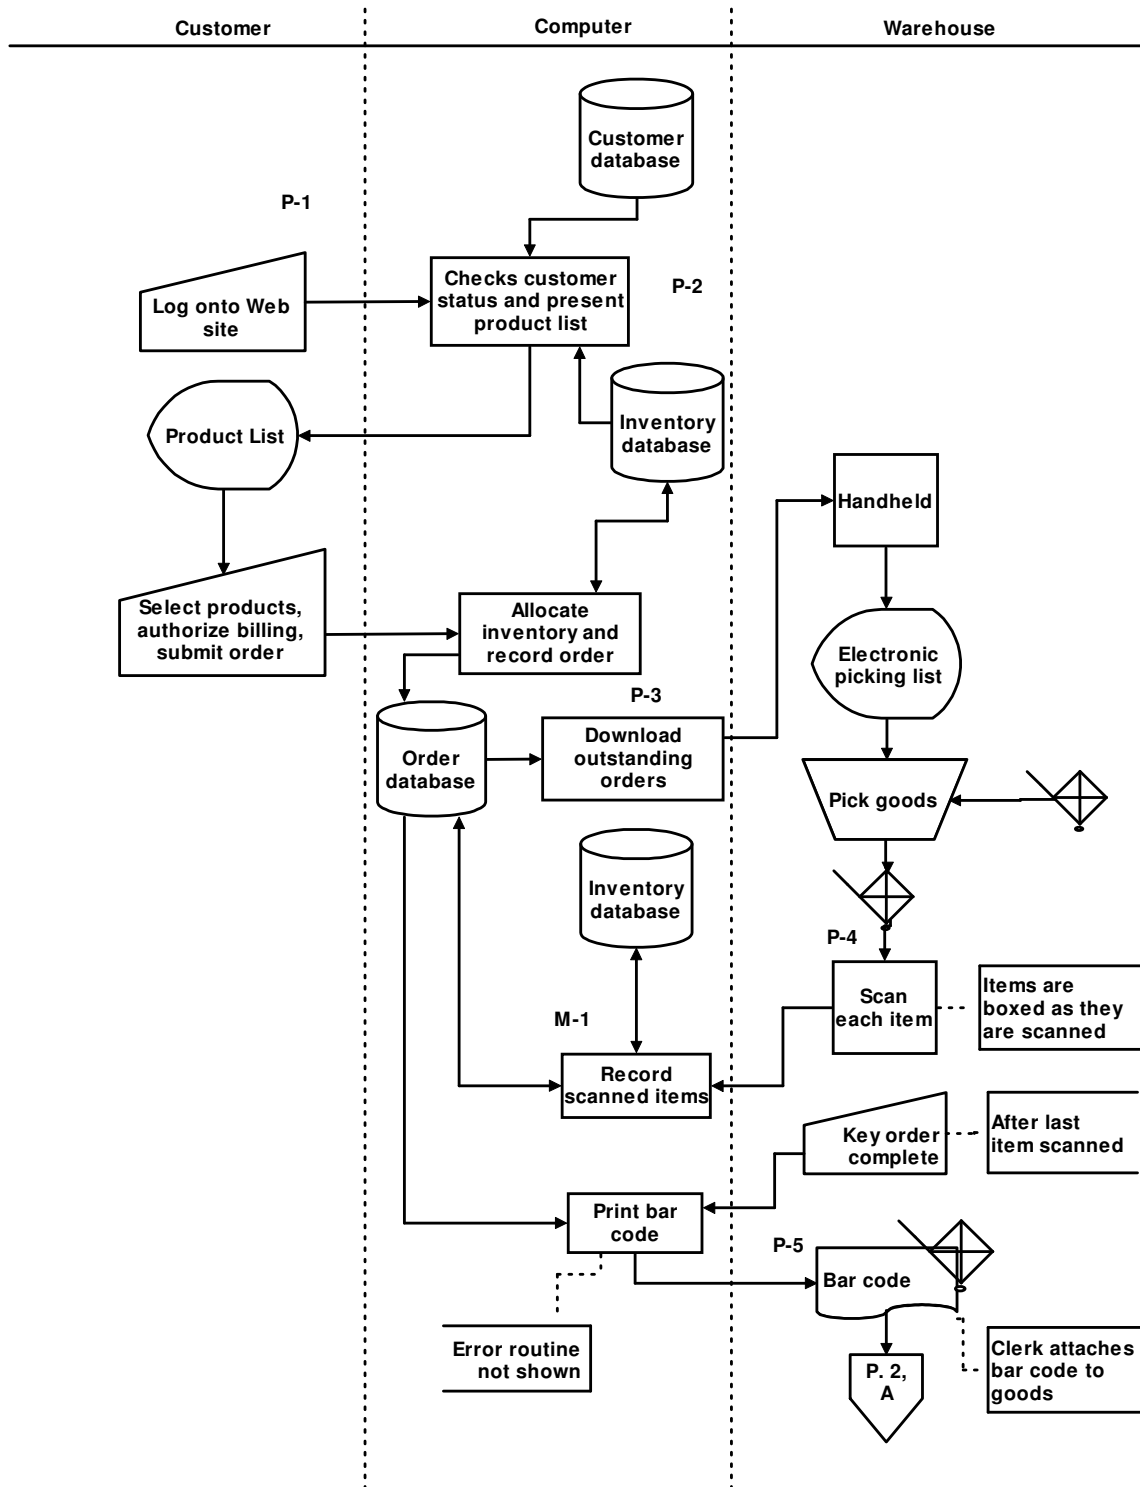 Customer
Computer
Warehouse
Customer
database
P-1
Checks customer
status and present
product list
P-2
Log onto Web
site
Product List
Inventory
database
Handheld
Select products,
authorize billing,
submit order
Allocate
inventory and
record order
Electronic
picking list
P-3
Order
database
Download
outstanding
orders
Pick goods
Inventory
database
P-4
Scan
each item
Items are
boxed as they
are scanned
M-1
Record
scanned items
Key order
complete
After last
item scanned
Print bar
code
P-5
Bar code
Error routine
not shown
P. 2,
A
Clerk attaches
bar code to
goods